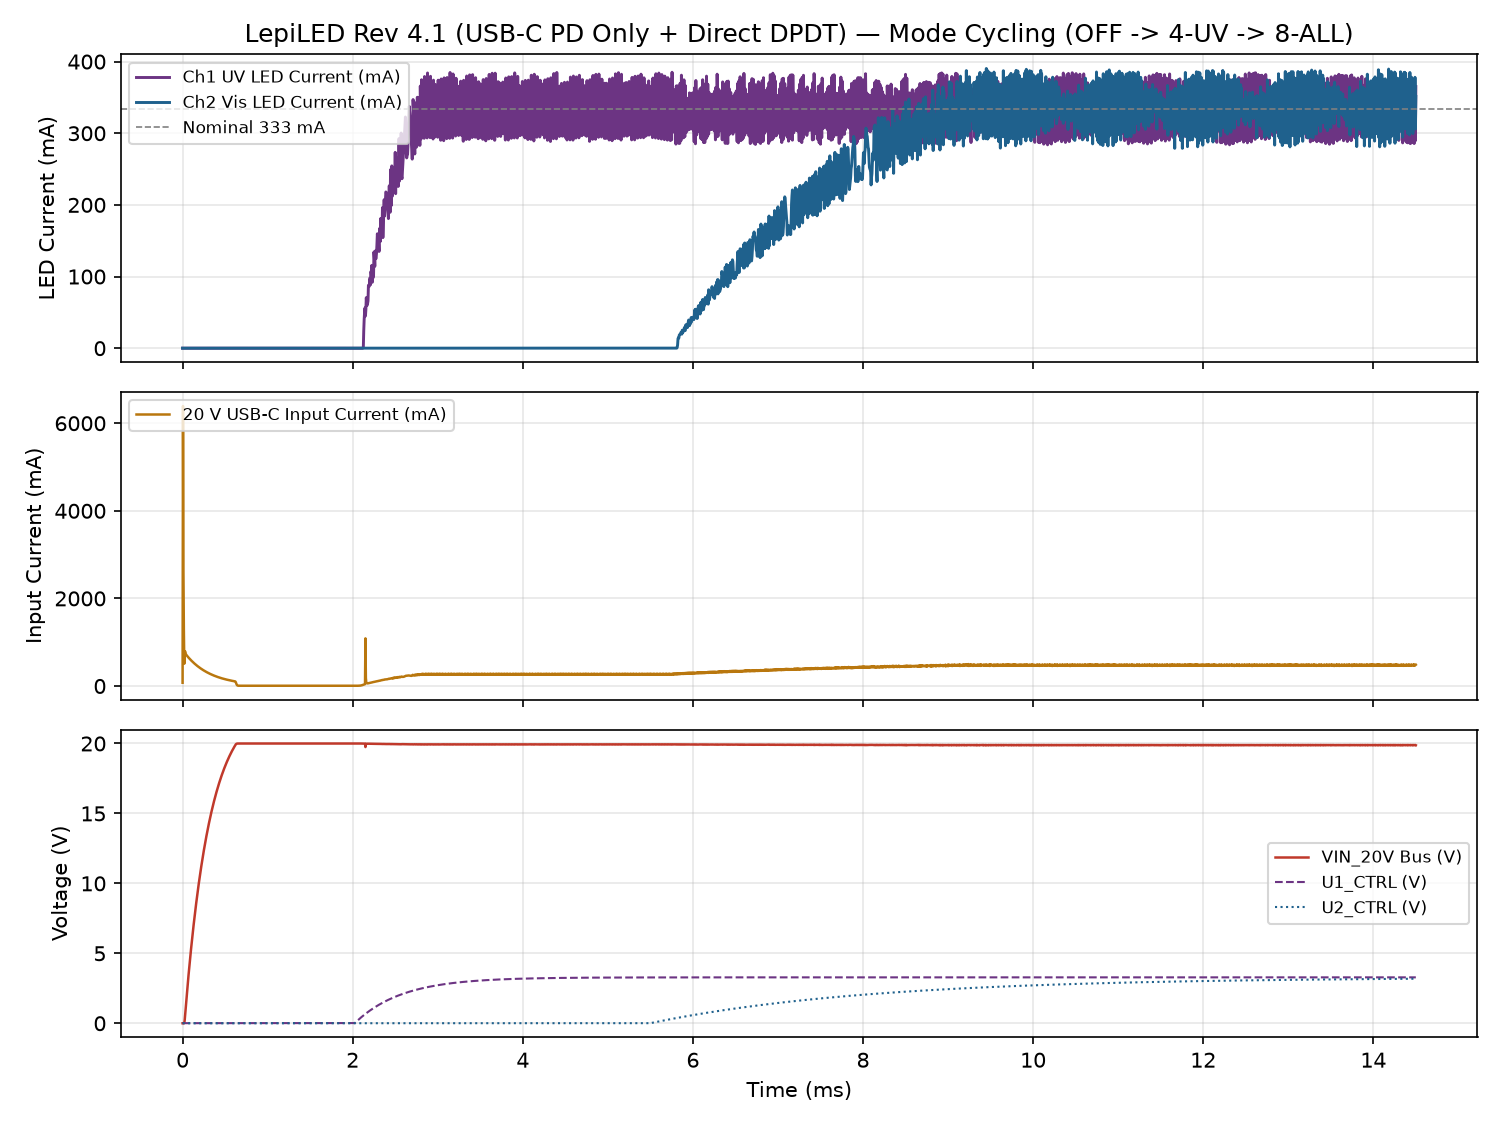 LepiLED Rev 4.1 (USB-C PD Only + Direct DPDT) — Mode Cycling (OFF -> 4-UV -> 8-ALL)
LED Current (mA)
400
300
200
100
0
Ch1 UV LED Current (mA)
Ch2 Vis LED Current (mA)
Nominal 333 mA
Input Current (mA)
6000
4000
2000
0
20 V USB-C Input Current (mA)
Voltage (V)
20
15
10
5
0
VIN_20V Bus (V)
U1_CTRL (V)
U2_CTRL (V)
0 2 4 6 8 10 12 14
Time (ms)